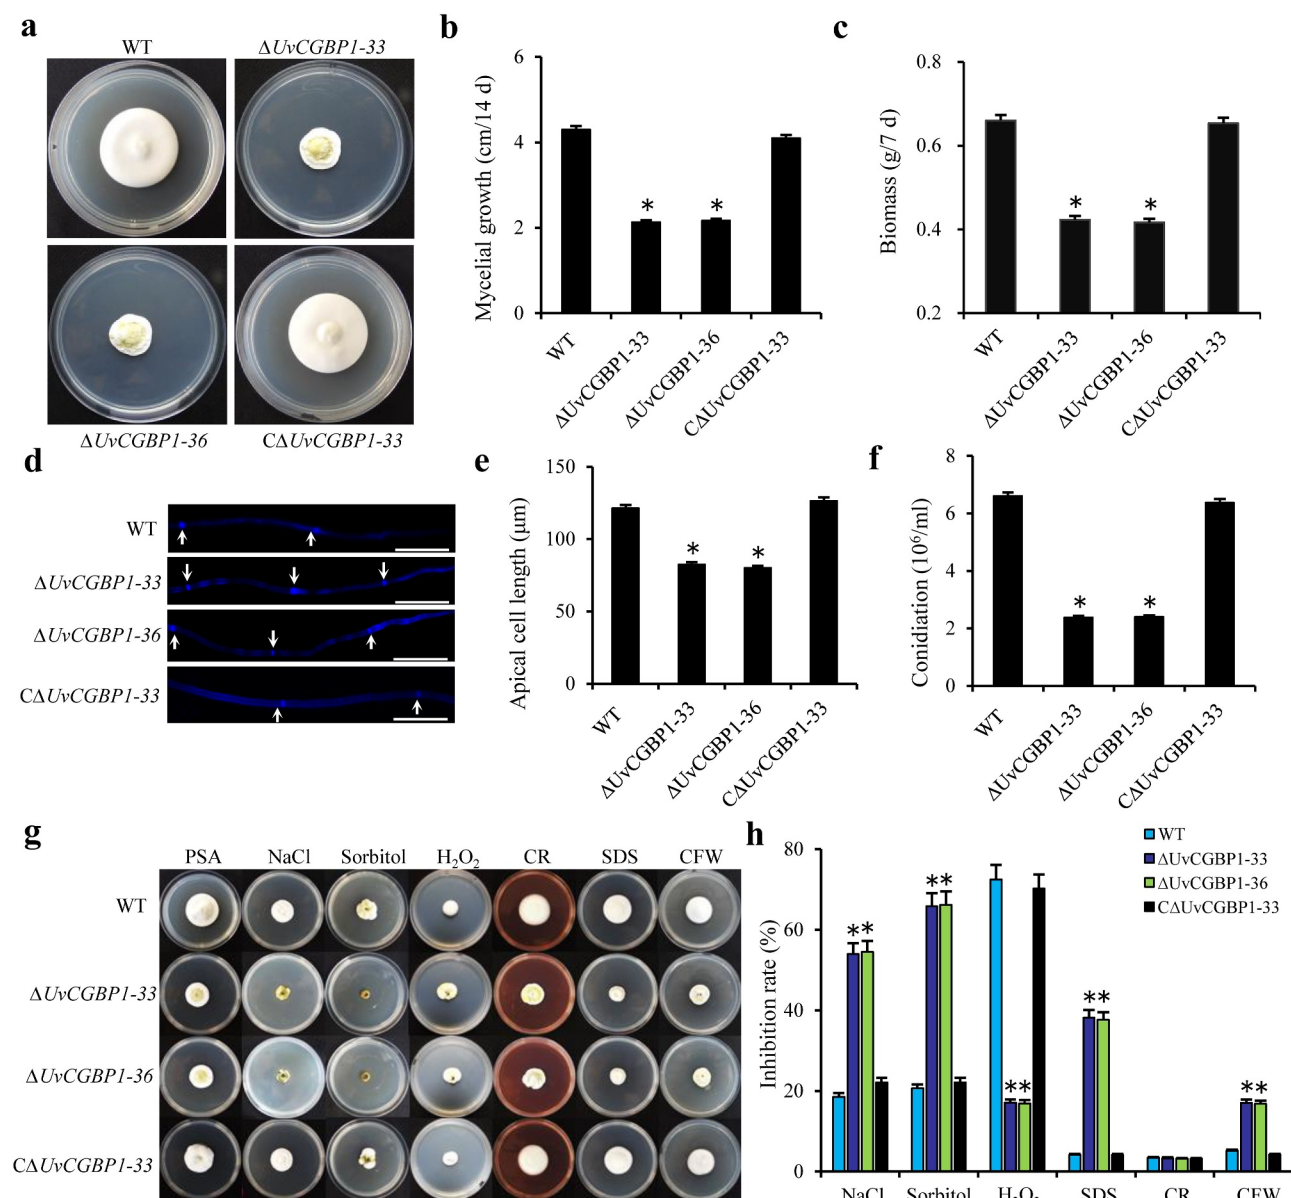 a
WT
ΔUvCGBP1-33
ΔUvCGBP1-36
CΔUvCGBP1-33
b
Mycelial growth (cm/14 d)
6
4
2
0
*
*
WT
ΔUvCGBP1-33
ΔUvCGBP1-36
CΔUvCGBP1-33
c
Biomass (g/7 d)
0.8
0.6
0.4
0.2
*
*
WT
ΔUvCGBP1-33
ΔUvCGBP1-36
CΔUvCGBP1-33
d
WT
ΔUvCGBP1-33
ΔUvCGBP1-36
CΔUvCGBP1-33
e
Apical cell length (μm)
150
100
50
0
*
*
WT
ΔUvCGBP1-33
ΔUvCGBP1-36
CΔUvCGBP1-33
f
Conidiation (10⁶/ml)
8
6
4
2
0
*
*
WT
ΔUvCGBP1-33
ΔUvCGBP1-36
CΔUvCGBP1-33
g
PSA NaCl Sorbitol H₂O₂ CR SDS CFW
WT
ΔUvCGBP1-33
ΔUvCGBP1-36
CΔUvCGBP1-33
h
WT
ΔUvCGBP1-33
ΔUvCGBP1-36
CΔUvCGBP1-33
Inhibition rate (%)
80
60
40
20
0
**
**
**
**
**
NaCl Sorbitol H₂O₂ SDS CR CFW